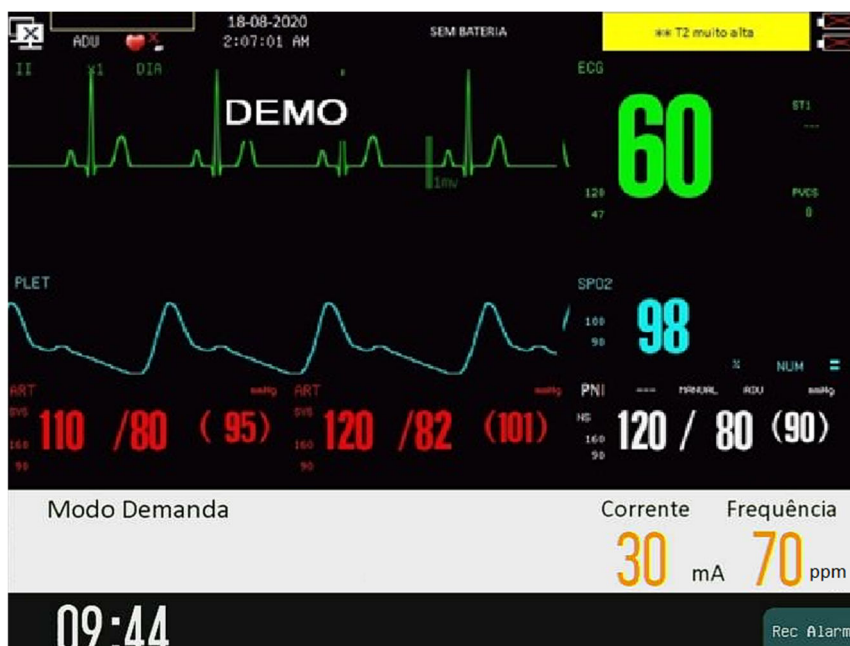 18-08-2020
ADU 2:07:01 AM SEM BATERIA ** T2 muito alta
II x1 DIA ECG
DEMO 60 ST1
---
1mv 120 PVCS
47 0
PLET SPO2
100 98
90
% NUM
ART mmHg ART mmHg PNI --- MANUAL ADU mmHg
SYS 110 /80 (95) SYS 120 /82 (101) NS 120 / 80 (90)
160 160 160
90 90 90
Modo Demanda Corrente Frequência
30 mA 70 ppm
09:44 Rec Alarm